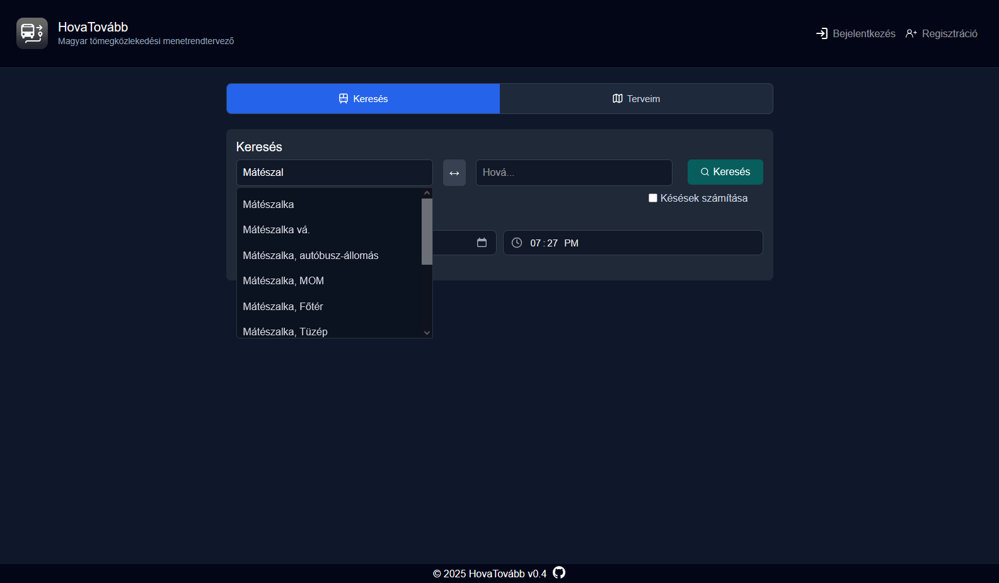 HovaTovább
Magyar tömegközlekedési menetrendtervező
Bejelentkezés
Regisztráció
Keresés
Terveim
Keresés
Mátészal
Hová...
Keresés
Késések számítása
Mátészalka
Mátészalka vá.
Mátészalka, autóbusz-állomás
07:27 PM
Mátészalka, MOM
Mátészalka, Főtér
Mátészalka, Tüzép
© 2025 HovaTovább v0.4